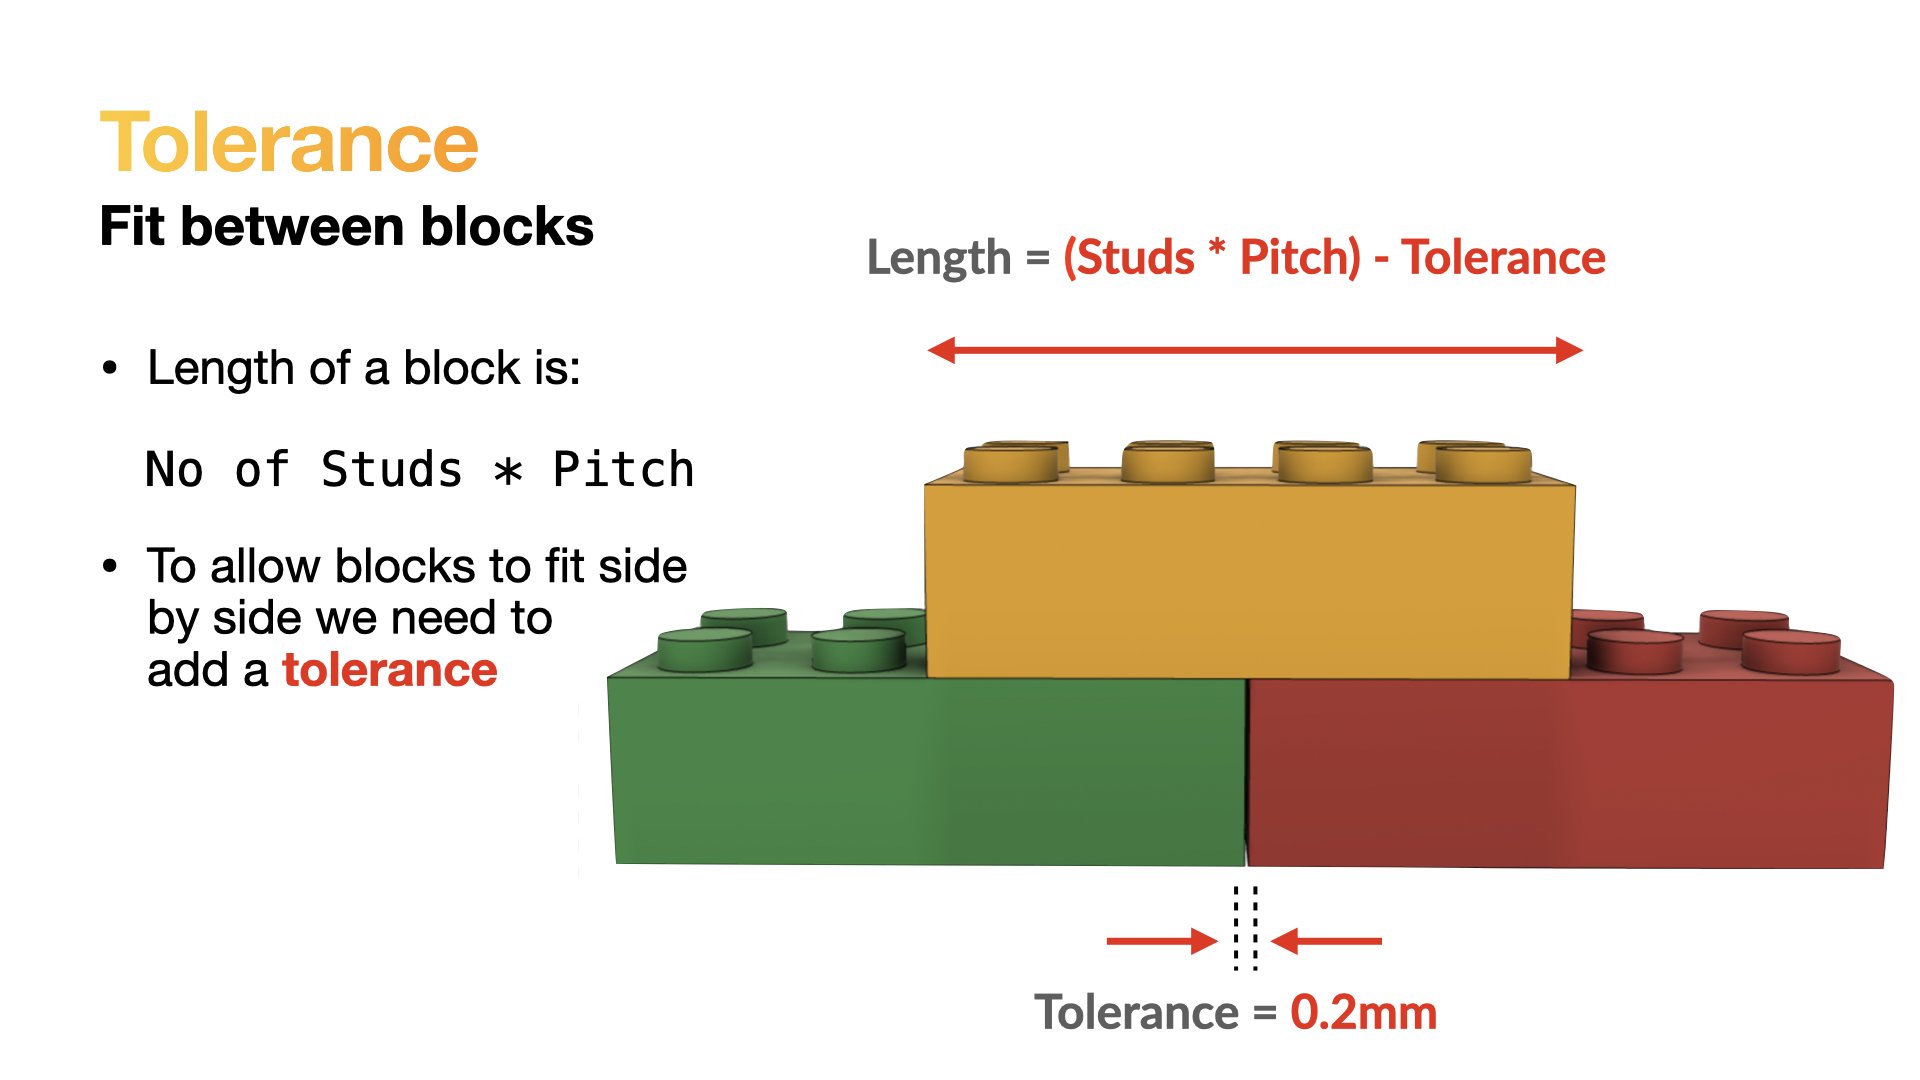 Tolerance
Fit between blocks
• Length of a block is:
No of Studs * Pitch
• To allow blocks to fit side
by side we need to
add a tolerance
Length = (Studs * Pitch) - Tolerance
Tolerance = 0.2mm